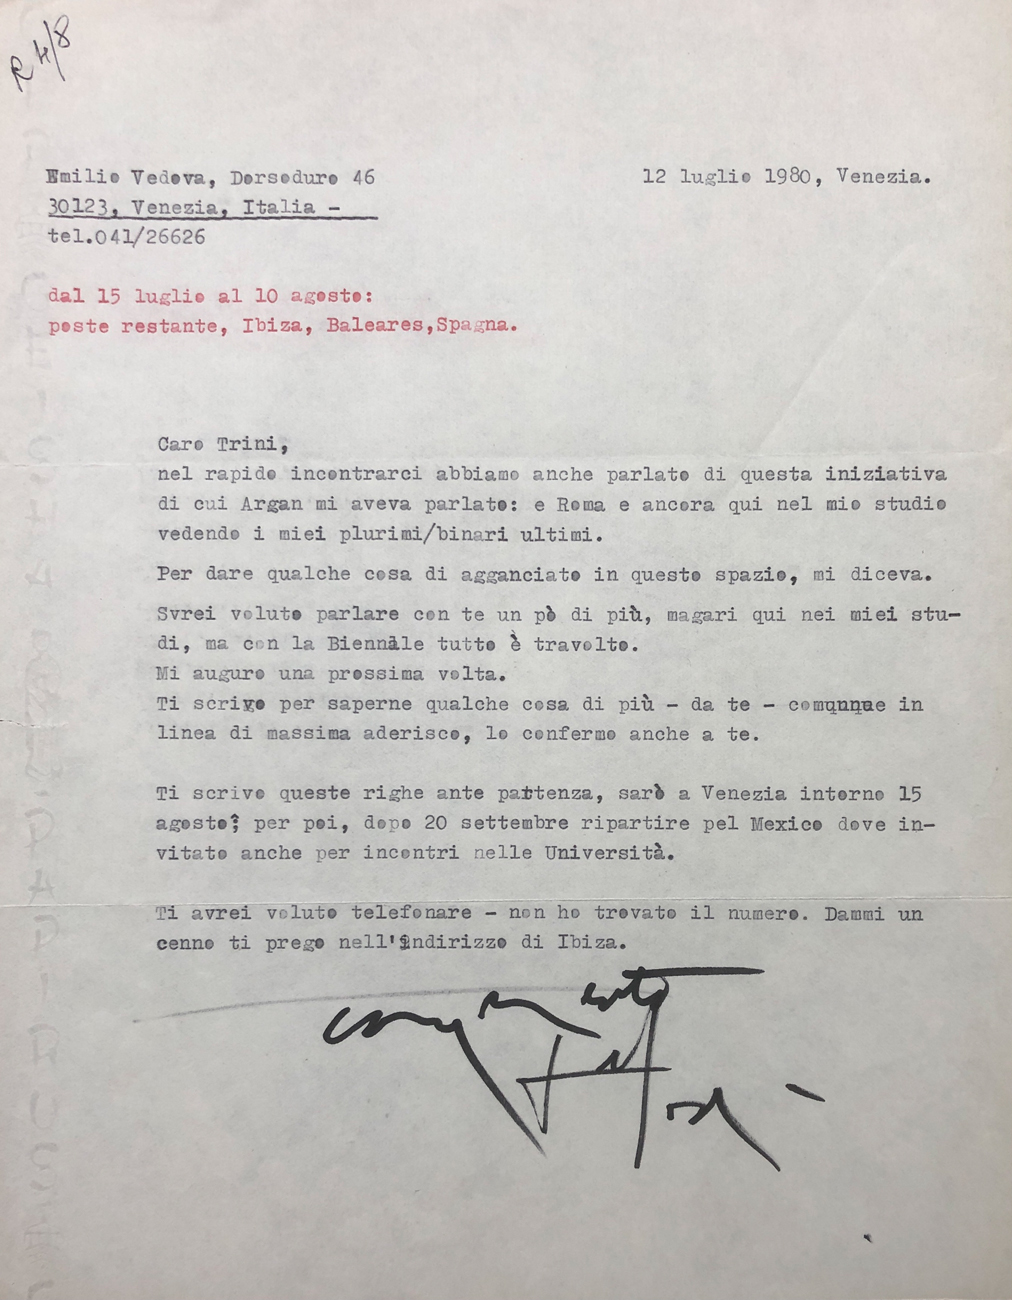 R 4/8
Emilio Vedova, Dorsoduro 46
12 luglio 1980, Venezia.
30123, Venezia, Italia -
tel.041/26626
dal 15 luglio al 10 agosto:
poste restante, Ibiza, Baleares,Spagna.
Caro Trini,
nel rapido incontrarci abbiamo anche parlato di questa iniziativa
di cui Argan mi aveva parlato: e Roma e ancora qui nel mio studio
vedendo i miei plurimi/binari ultimi.
Per dare qualche cosa di agganciato in questo spazio, mi diceva.
Svrei voluto parlare con te un pò di più, magari qui nei miei stu-
di, ma con la Biennàle tutto è travolto.
Mi auguro una prossima volta.
Ti scrivo per saperne qualche cosa di più - da te - comunque in
linea di massima aderisco, lo confermo anche a te.
Ti scrivo queste righe ante partenza, sarò a Venezia intorno 15
agosto; per poi, dopo 20 settembre ripartire pel Mexico dove in-
vitato anche per incontri nelle Università.
Ti avrei voluto telefonare - non ho trovato il numero. Dammi un
cenno ti prego nell'indirizzo di Ibiza.